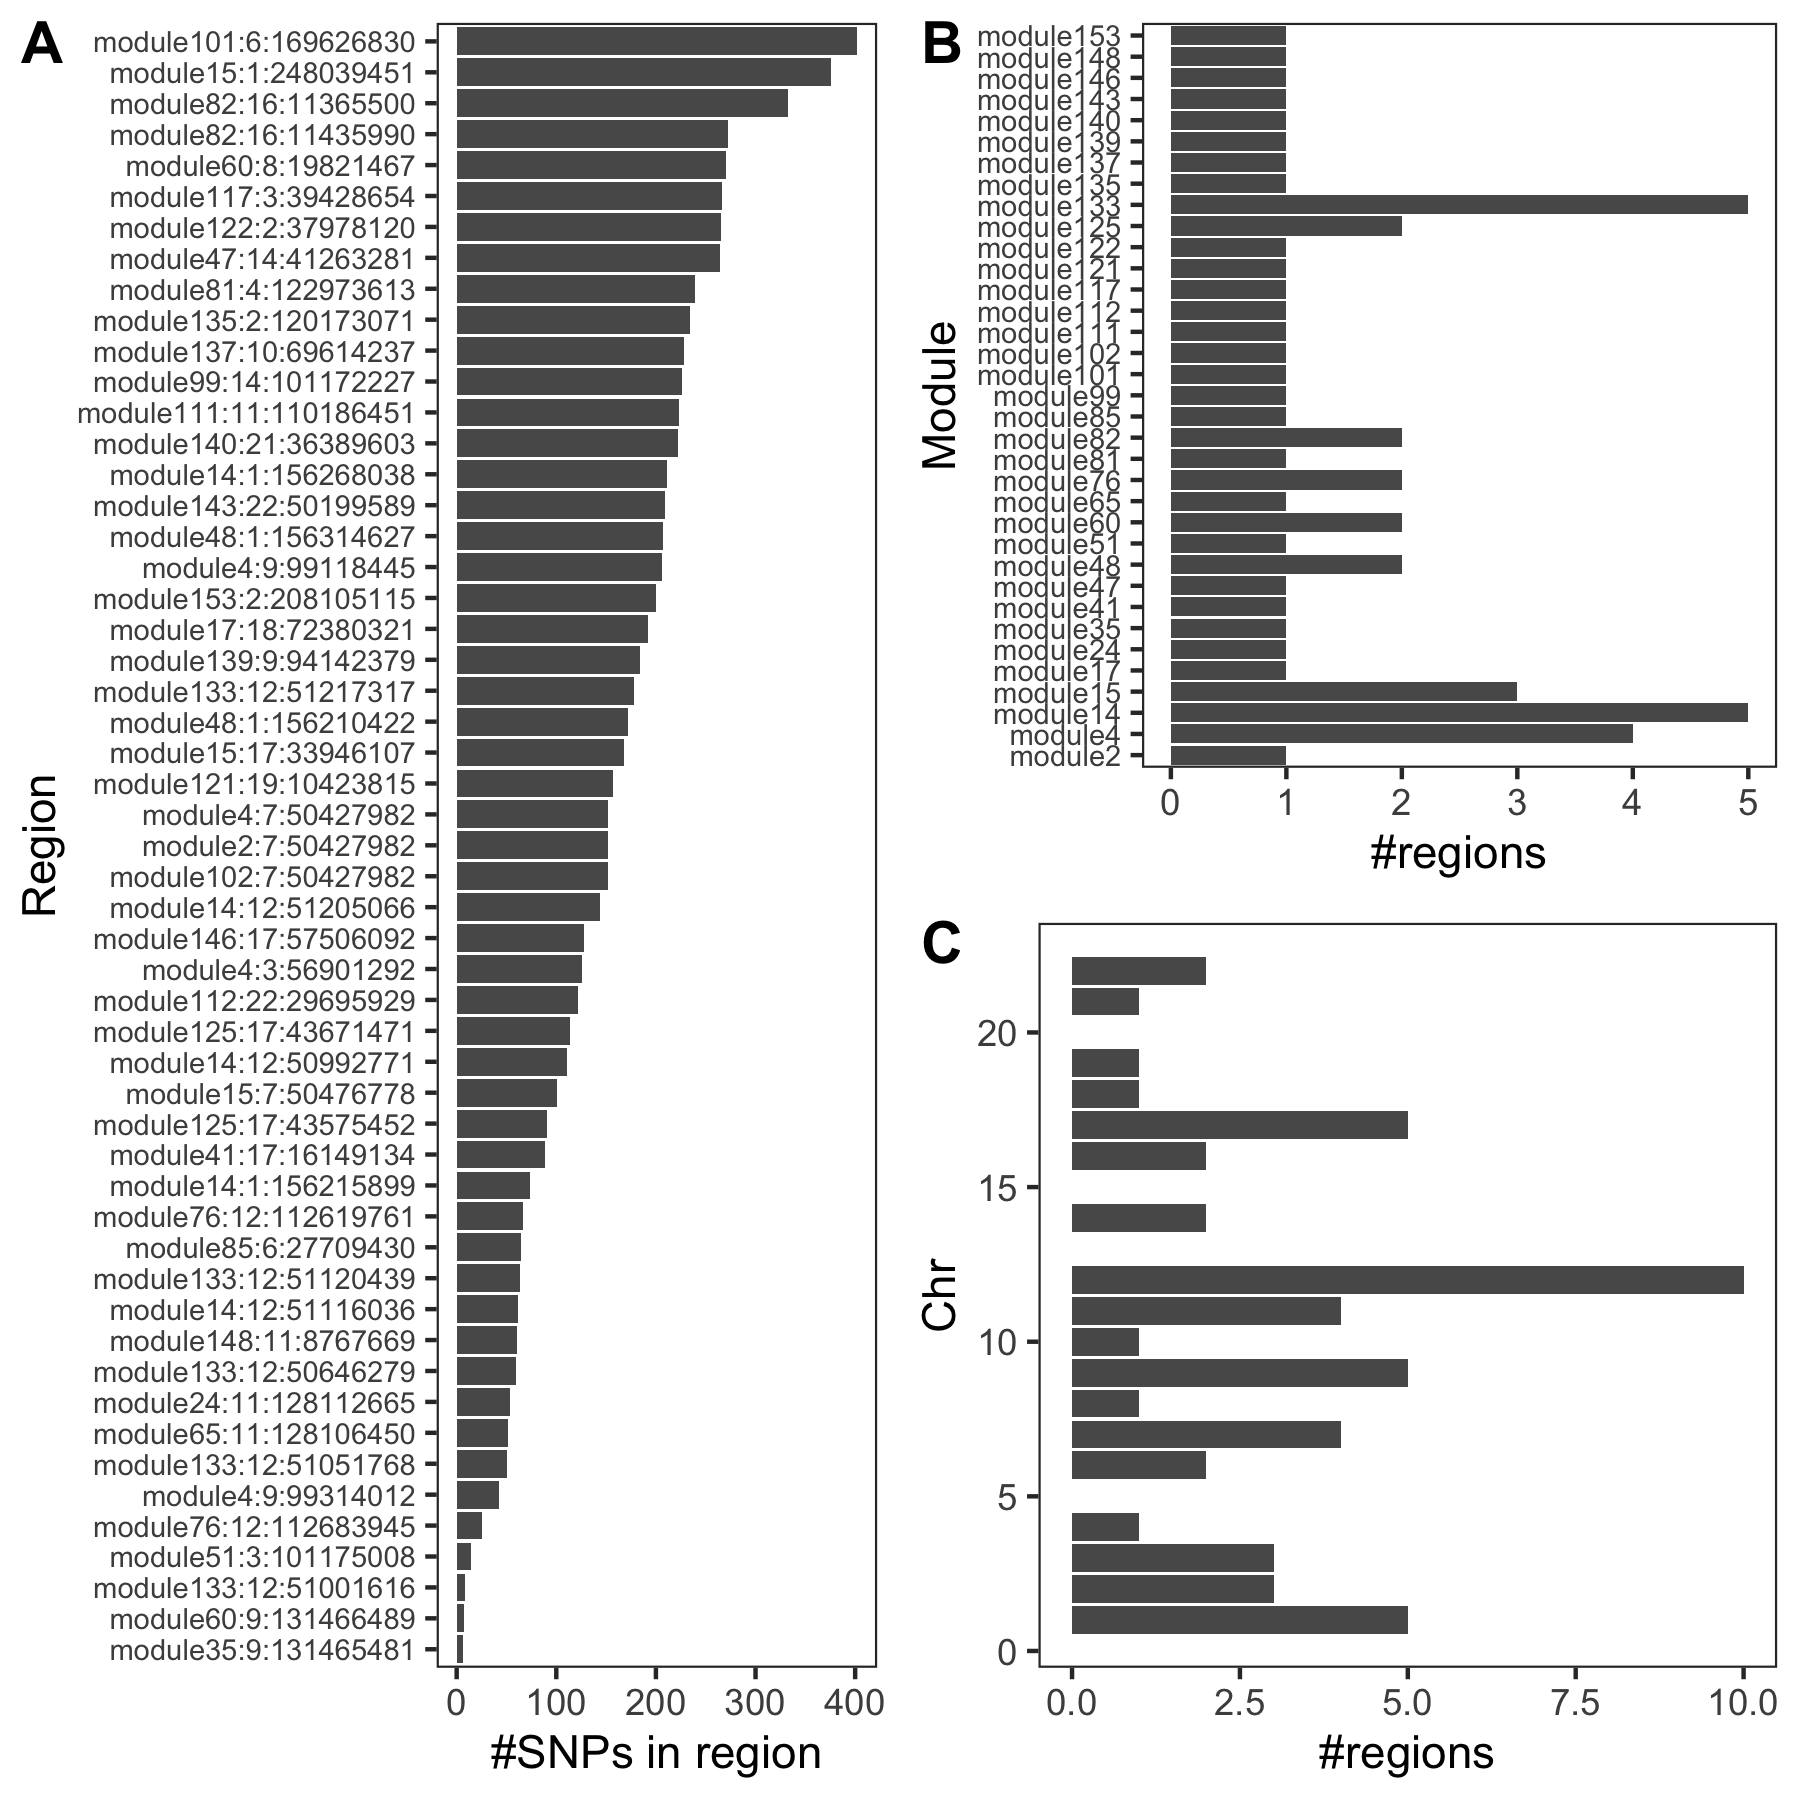 A
module101:6:169626830
module15:1:248039451
module82:16:11365500
module82:16:11435990
module60:8:19821467
module117:3:39428654
module122:2:37978120
module47:14:41263281
module81:4:122973613
module135:2:120173071
module137:10:69614237
module99:14:101172227
module111:11:110186451
module140:21:36389603
module14:1:156268038
module143:22:50199589
module48:1:156314627
module4:9:99118445
module153:2:208105115
module17:18:72380321
module139:9:94142379
module133:12:51217317
module48:1:156210422
module15:17:33946107
module121:19:10423815
module4:7:50427982
module2:7:50427982
module102:7:50427982
module14:12:51205066
module146:17:57506092
module4:3:56901292
module112:22:29695929
module125:17:43671471
module14:12:50992771
module15:7:50476778
module125:17:43575452
module41:17:16149134
module14:1:156215899
module76:12:112619761
module85:6:27709430
module133:12:51120439
module14:12:51116036
module148:11:8767669
module133:12:50646279
module24:11:128112665
module65:11:128106450
module133:12:51051768
module4:9:99314012
module76:12:112683945
module51:3:101175008
module133:12:51001616
module60:9:131466489
module35:9:131465481
Region
0 100 200 300 400
#SNPs in region
B
module153
module148
module146
module143
module140
module139
module137
module135
module133
module125
module122
module121
module117
module112
module111
module102
module101
module99
module85
module82
module81
module76
module65
module60
module51
module48
module47
module41
module35
module24
module17
module15
module14
module4
module2
Module
0 1 2 3 4 5
#regions
C
20
15
10
5
0
Chr
0.0 2.5 5.0 7.5 10.0
#regions